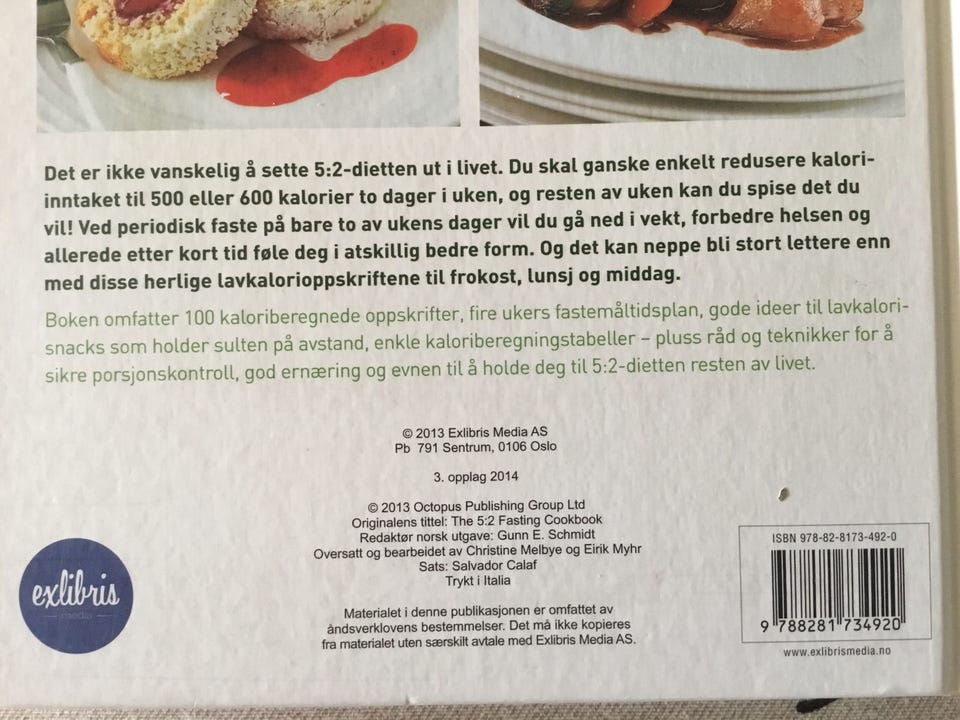 Det er ikke vanskelig å sette 5:2-dietten ut i livet. Du skal ganske enkelt redusere kalori-
inntaket til 500 eller 600 kalorier to dager i uken, og resten av uken kan du spise det du
vil! Ved periodisk faste på bare to av ukens dager vil du gå ned i vekt, forbedre helsen og
allerede etter kort tid føle deg i atskillig bedre form. Og det kan neppe bli stort lettere enn
med disse herlige lavkalorioppskriftene til frokost, lunsj og middag.
Boken omfatter 100 kaloriberegnede oppskrifter, fire ukers fastemåltidsplan, gode ideer til lavkalori-
snacks som holder sulten på avstand, enkle kaloriberegningstabeller – pluss råd og teknikker for å
sikre porsjonskontroll, god ernæring og evnen til å holde deg til 5:2-dietten resten av livet.
© 2013 Exlibris Media AS
Pb 791 Sentrum, 0106 Oslo
3. opplag 2014
© 2013 Octopus Publishing Group Ltd
Originalens tittel: The 5:2 Fasting Cookbook
Redaktør norsk utgave: Gunn E. Schmidt
Oversatt og bearbeidet av Christine Melbye og Eirik Myhr
Sats: Salvador Calaf
Trykt i Italia
Materialet i denne publikasjonen er omfattet av
åndsverklovens bestemmelser. Det må ikke kopieres
fra materialet uten særskilt avtale med Exlibris Media AS.
exlibris
media
ISBN 978-82-8173-492-0
9 788281 734920
www.exlibrismedia.no